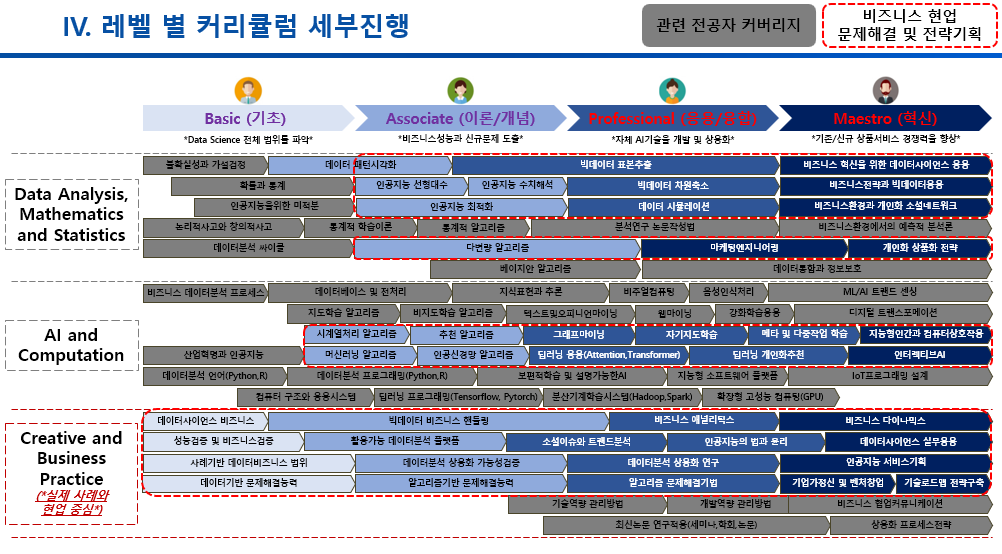 IV. 레벨 별 커리큘럼 세부진행
관련 전공자 커버리지
비즈니스 현업
문제해결 및 전략기획
Basic (기초)
Associate (이론/개념)
Professional (응용/통섭)
Maestro (혁신)
*Data Science 전체 범위를 파악*
*비즈니스성능과 신규문제 도출*
*자체 AI기술을 개발 및 상용화*
*기존/신규 상품서비스 경쟁력을 향상*
Data Analysis,
Mathematics
and Statistics
불확실성과 가설검정
데이터 패턴시각화
빅데이터 표본추출
비즈니스 혁신을 위한 데이터사이언스 응용
확률과 통계
인공지능 선형대수
인공지능 수치해석
빅데이터 차원축소
비즈니스전략과 빅데이터응용
인공지능을위한 미적분
인공지능 최적화
데이터 시뮬레이션
비즈니스환경과 개인화 소셜네트워크
논리적사고와 창의적사고
통계적 학습이론
통계적 알고리즘
분석연구 논문작성법
비즈니스환경에서의 예측적 분석론
데이터분석 싸이클
다변량 알고리즘
마케팅엔지니어링
개인화 상품화 전략
베이지안 알고리즘
데이터통합과 정보보호
AI and
Computation
비즈니스 데이터분석 프로세스
데이터베이스 및 전처리
지식표현과 추론
비주얼컴퓨팅
음성인식처리
ML/AI 트랜드 센싱
지도학습 알고리즘
비지도학습 알고리즘
텍스트및오피니언마이닝
웹마이닝
강화학습응용
디지털 트랜스포메이션
시계열처리 알고리즘
추천 알고리즘
그래프마이닝
자기지도학습
메타 및 다중작업 학습
지능형인간과 컴퓨터상호작용
산업혁명과 인공지능
머신러닝 알고리즘
인공신경망 알고리즘
딥러닝 응용(Attention,Transformer)
딥러닝 개인화추천
인터렉티브AI
데이터분석 언어(Python,R)
데이터분석 프로그래밍(Python,R)
보편적학습 및 설명가능한AI
지능형 소프트웨어 플랫폼
IoT프로그래밍 설계
컴퓨터 구조와 응용시스템
딥러닝 프로그래밍(Tensorflow, Pytorch)
분산기계학습시스템(Hadoop,Spark)
확장형 고성능 컴퓨팅(GPU)
Creative and
Business
Practice
(*실제 사례와
현업 중심*)
데이터사이언스 비즈니스
빅데이터 비즈니스 핸들링
비즈니스 애널리틱스
비즈니스 다이나믹스
성능검증 및 비즈니스검증
활용가능 데이터분석 플랫폼
소셜이슈와 트랜드분석
인공지능의 법과 윤리
데이터사이언스 실무응용
사례기반 데이터비즈니스 범위
데이터분석 상용화 가능성검증
데이터분석 상용화 연구
인공지능 서비스기획
데이터기반 문제해결능력
알고리즘기반 문제해결능력
알고리즘 문제해결기법
기업가정신 및 벤처창업
기술로드맵 전략구축
기술역량 관리방법
개발역량 관리방법
비즈니스 협업커뮤니케이션
최신논문 연구적용(세미나,학회,논문)
상용화 프로세스전략